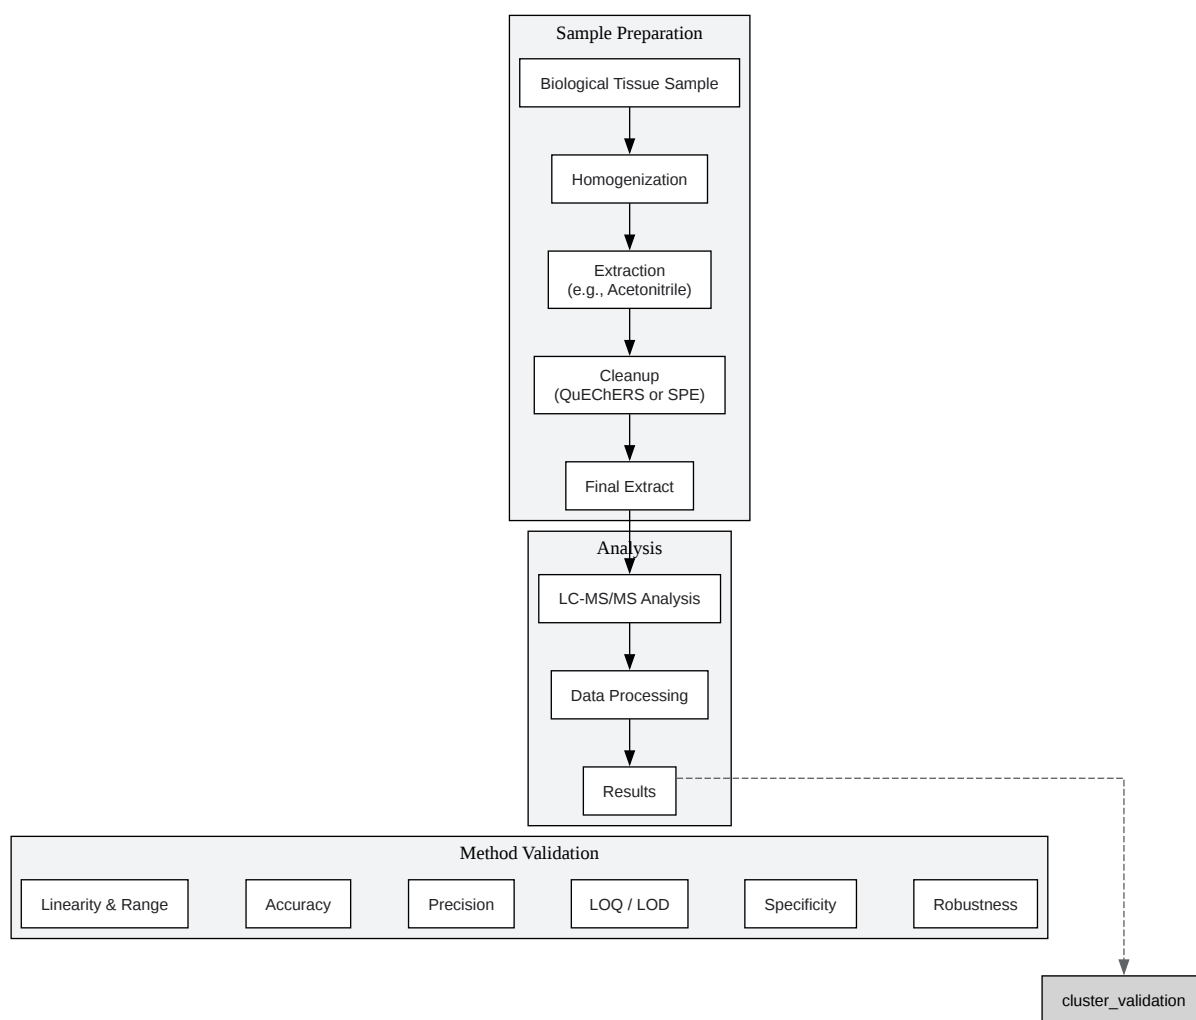 Sample Preparation
Biological Tissue Sample
Homogenization
Extraction
(e.g., Acetonitrile)
Cleanup
(QuEChERS or SPE)
Final Extract
Analysis
LC-MS/MS Analysis
Data Processing
Results
Method Validation
Linearity & Range
Accuracy
Precision
LOQ / LOD
Specificity
Robustness
cluster_validation